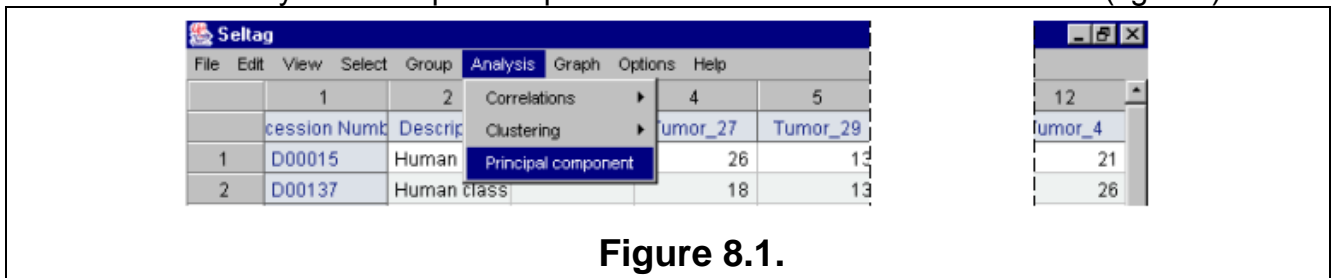 Seltag
File Edit View Select Group Analysis Graph Options Help
1 2 4 5 12
cession Numb Descrip umor_27 Tumor_29 umor_4
Correlations
Clustering
Principal component
1 D00015 Human 26 13 21
2 D00137 Human class 18 13 26
Figure 8.1.